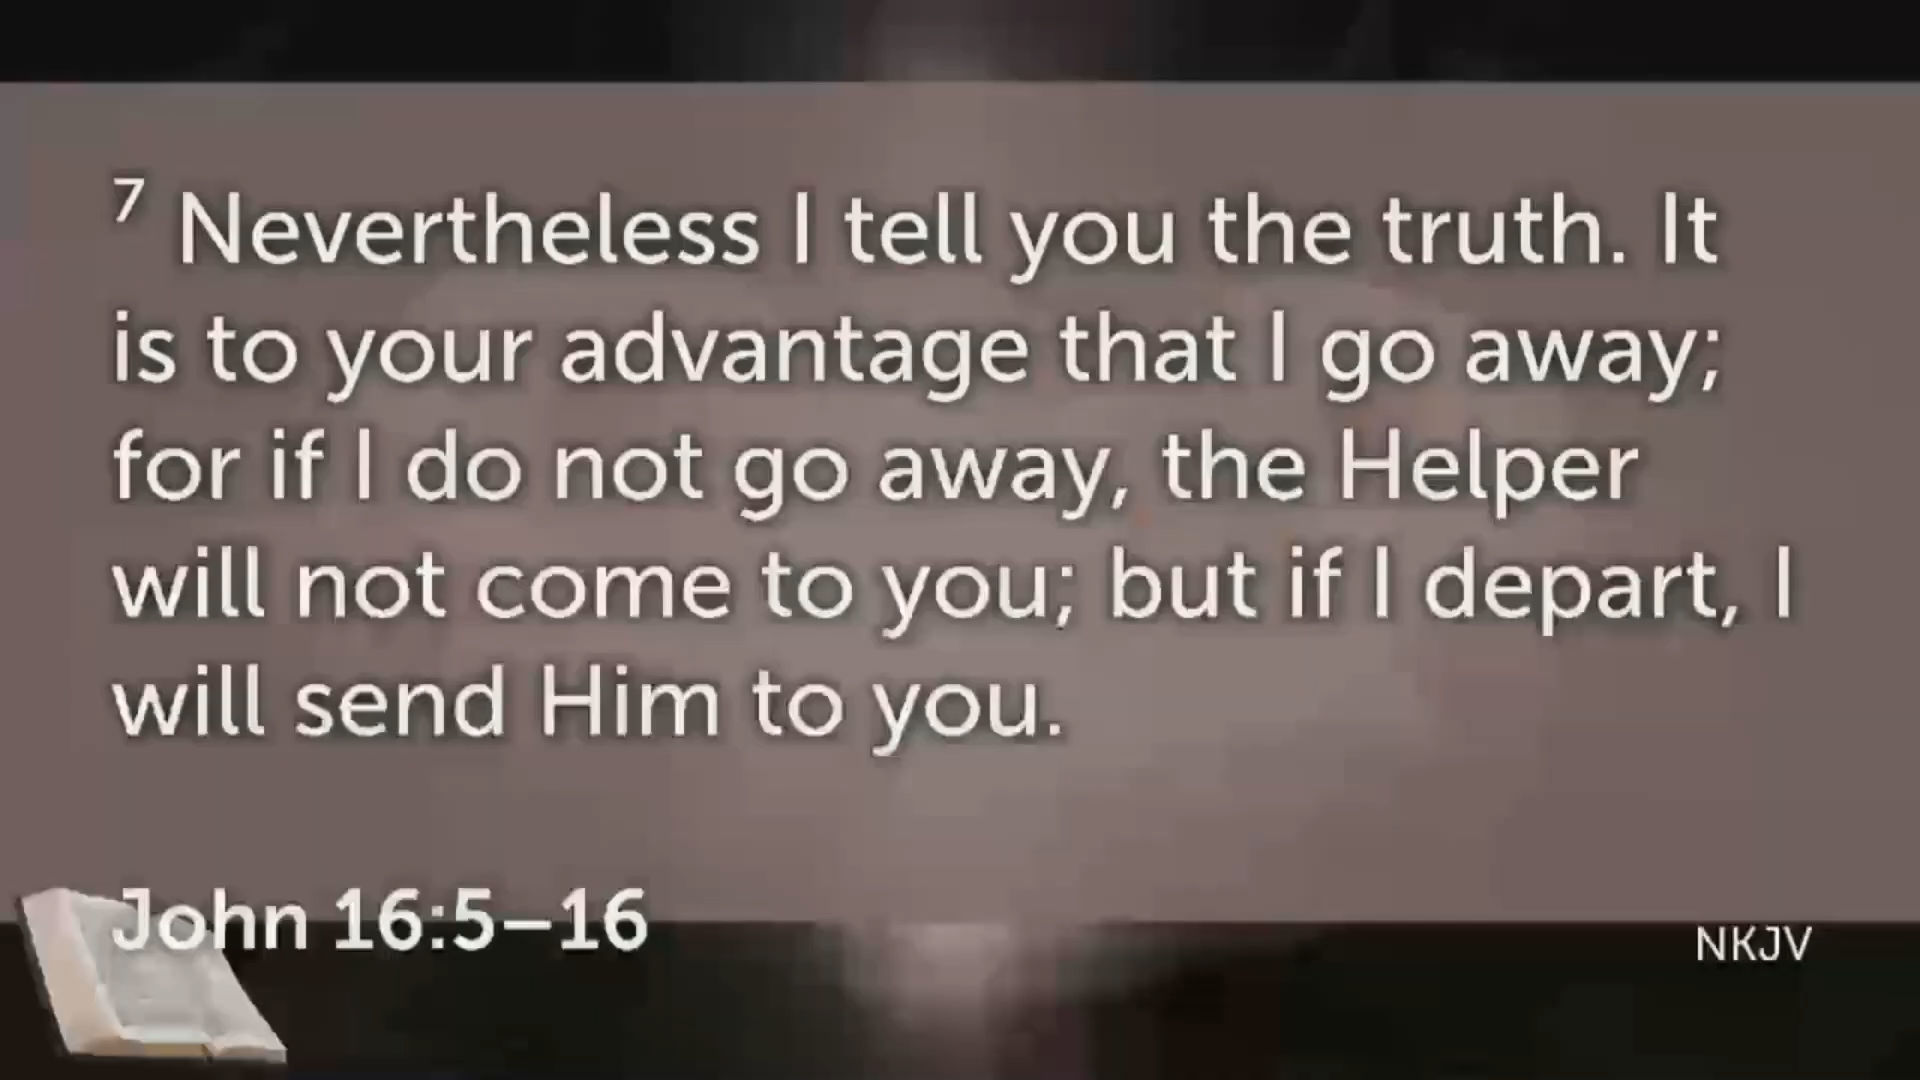 7 Nevertheless I tell you the truth. It
is to your advantage that I go away;
for if I do not go away, the Helper
will not come to you; but if I depart, I
will send Him to you.
John 16:5–16
NKJV